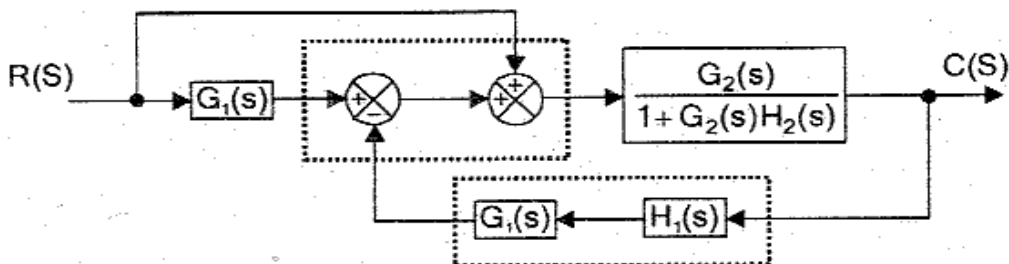 R(S)
G₁(s)
+
−
+
+
G₂(s)
1 + G₂(s)H₂(s)
C(S)
G₁(s)
H₁(s)